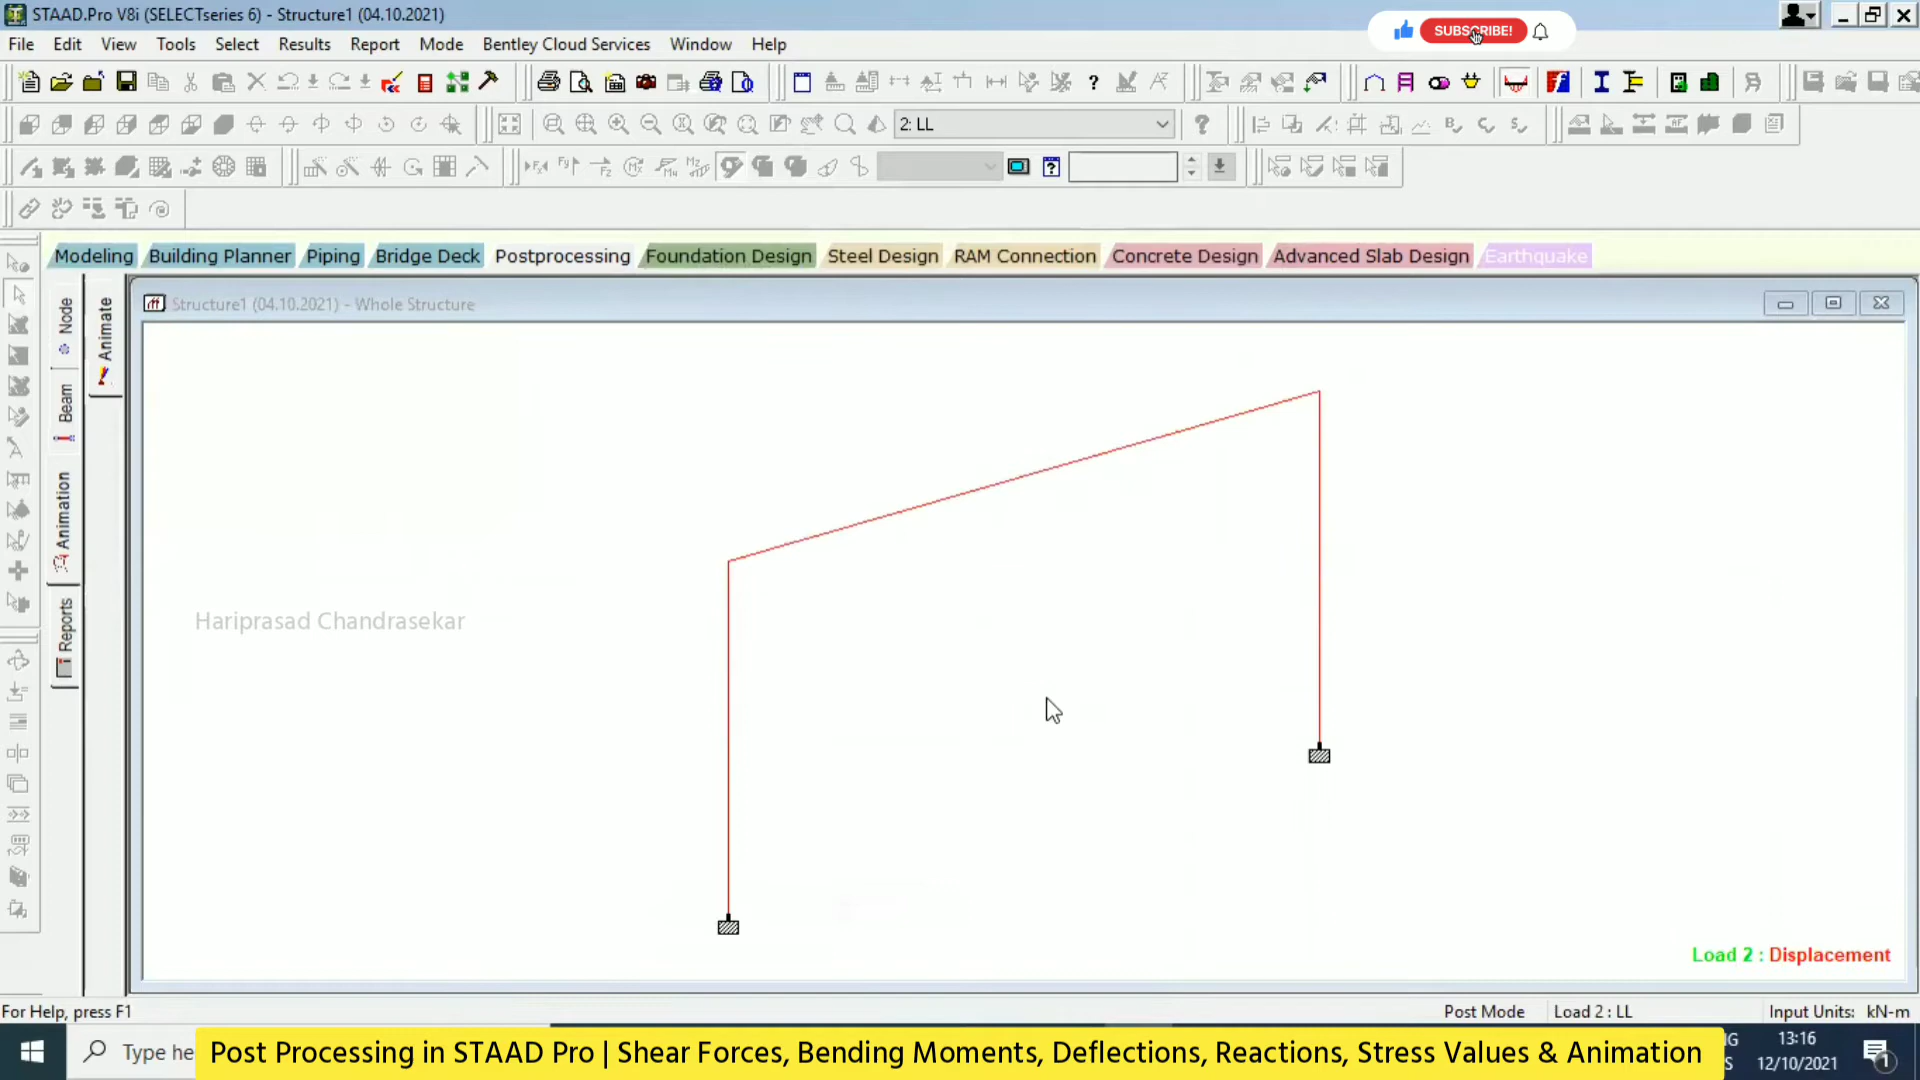 STAAD.Pro V8i (SELECTseries 6) - Structure1 (04.10.2021)
File Edit View Tools Select Results Report Mode Bentley Cloud Services Window Help
SUBSCRIBE!
2: LL
Modeling Building Planner Piping Bridge Deck Postprocessing Foundation Design Steel Design RAM Connection Concrete Design Advanced Slab Design Earthquake
Structure1 (04.10.2021) - Whole Structure
Node
Beam
Animation
Reports
Animate
Hariprasad Chandrasekar
Load 2 : Displacement
For Help, press F1
Post Mode Load 2 : LL Input Units: kN-m
Type he
Post Processing in STAAD Pro | Shear Forces, Bending Moments, Deflections, Reactions, Stress Values & Animation
13:16
12/10/2021
1